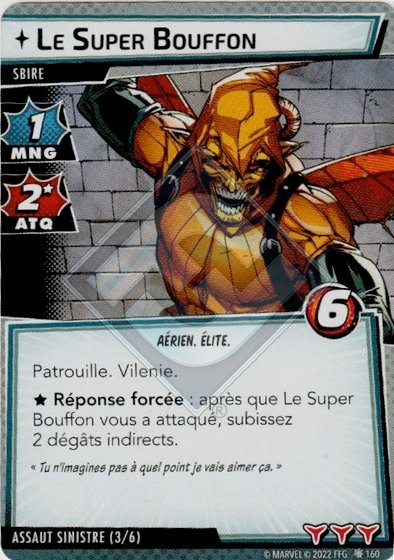 Le Super Bouffon
SBIRE
1
MNG
2★
ATQ
6
AÉRIEN. ÉLITE.
Patrouille. Vilenie.
★ Réponse forcée : après que Le Super
Bouffon vous a attaqué, subissez
2 dégâts indirects.
« Tu n'imagines pas à quel point je vais aimer ça. »
ASSAUT SINISTRE (3/6)
© MARVEL © 2022 FFG 160